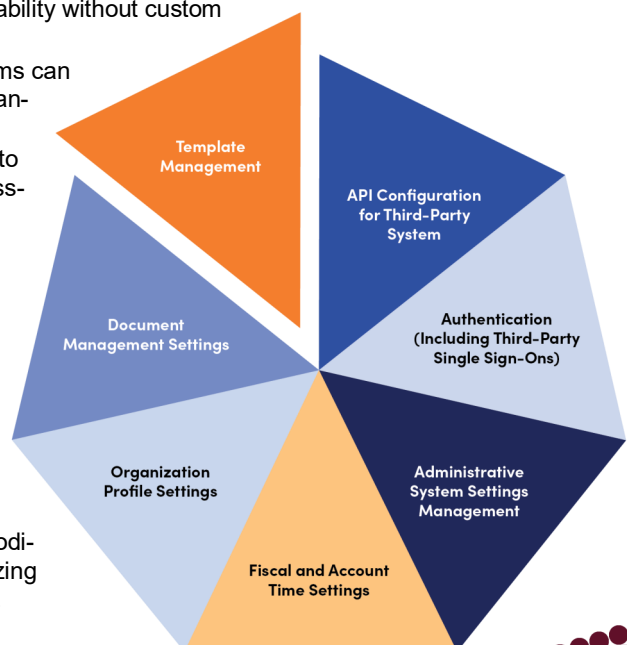 ability without custom
ms can
an-
to
ss-
odi-
zing
Template
Management
API Configuration
for Third-Party
System
Authentication
(Including Third-Party
Single Sign-Ons)
Administrative
System Settings
Management
Fiscal and Account
Time Settings
Organization
Profile Settings
Document
Management Settings